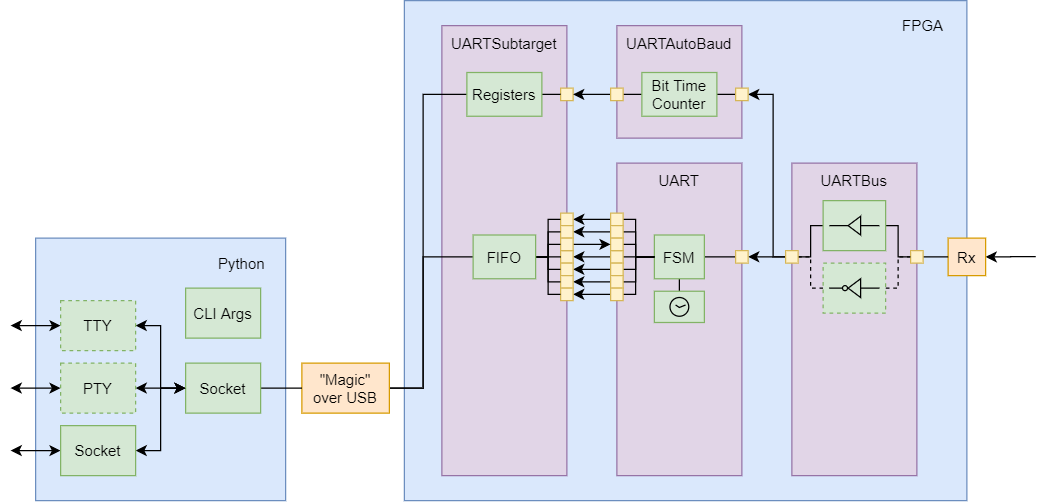 FPGA
UARTSubtarget
UARTAutoBaud
Registers
Bit Time
Counter
UART
UARTBus
FIFO
FSM
Rx
Python
CLI Args
TTY
PTY
Socket
Socket
"Magic"
over USB